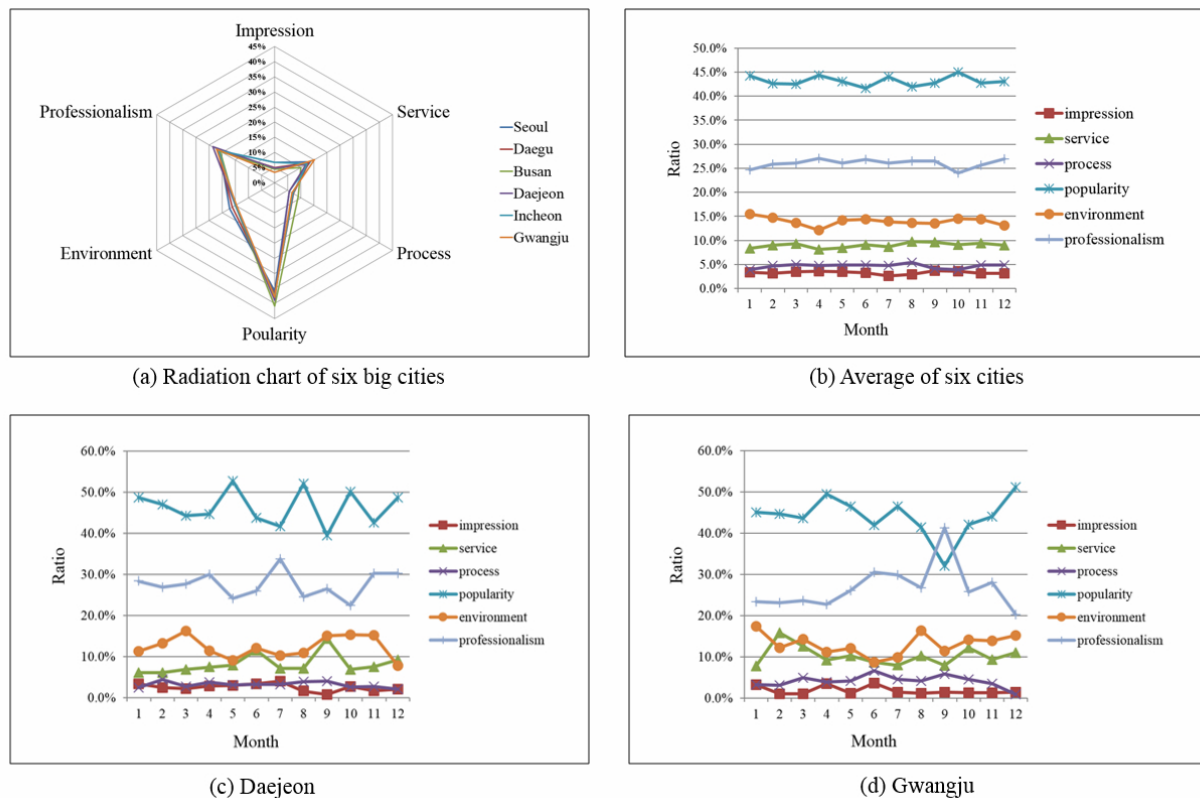 Impression
45%
40%
35%
30%
25%
20%
15%
10%
5%
0%
Professionalism
Service
Environment
Process
Poularity
Seoul
Daegu
Busan
Daejeon
Incheon
Gwangju
(a) Radiation chart of six big cities
50.0%
45.0%
40.0%
35.0%
30.0%
25.0%
20.0%
15.0%
10.0%
5.0%
0.0%
Ratio
1 2 3 4 5 6 7 8 9 10 11 12
Month
impression
service
process
popularity
environment
professionalism
(b) Average of six cities
60.0%
50.0%
40.0%
30.0%
20.0%
10.0%
0.0%
Ratio
1 2 3 4 5 6 7 8 9 10 11 12
Month
impression
service
process
popularity
environment
professionalism
(c) Daejeon
60.0%
50.0%
40.0%
30.0%
20.0%
10.0%
0.0%
Ratio
1 2 3 4 5 6 7 8 9 10 11 12
Month
impression
service
process
popularity
environment
professionalism
(d) Gwangju